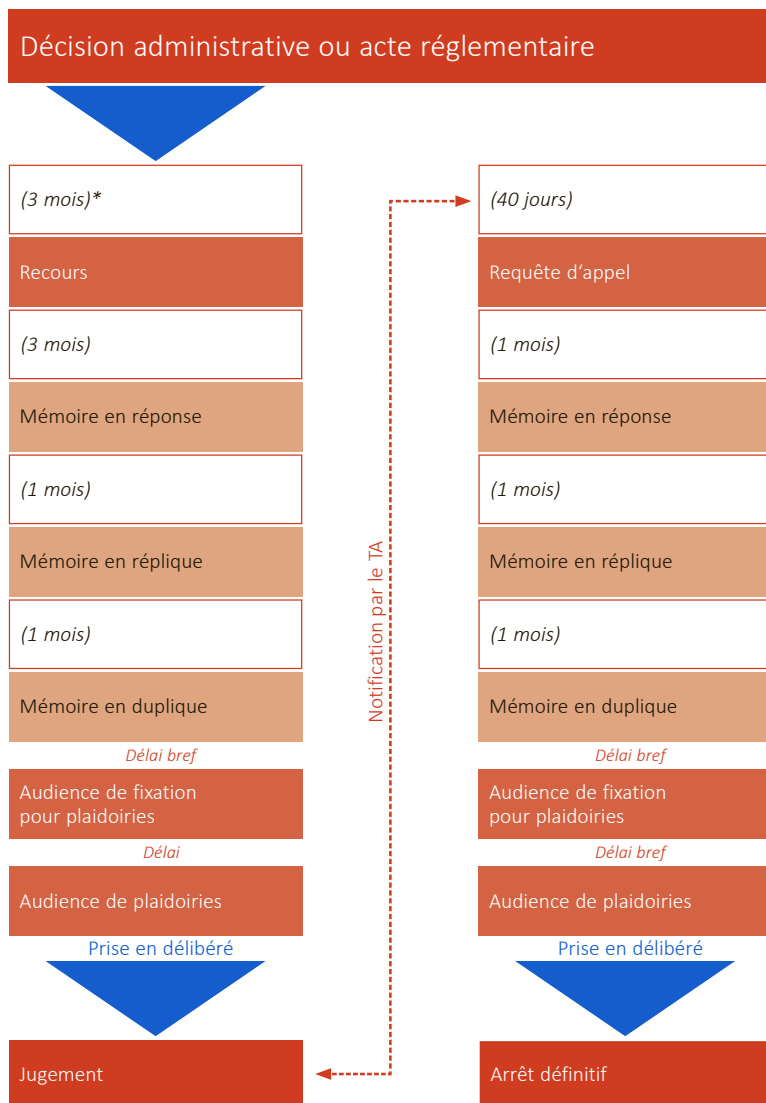 Décision administrative ou acte réglementaire
(3 mois)*
Recours
(3 mois)
Mémoire en réponse
(1 mois)
Mémoire en réplique
(1 mois)
Mémoire en duplique
Délai bref
Audience de fixation
pour plaidoiries
Délai
Audience de plaidoiries
Prise en délibéré
Jugement
Notification par le TA
(40 jours)
Requête d‘appel
(1 mois)
Mémoire en réponse
(1 mois)
Mémoire en réplique
(1 mois)
Mémoire en duplique
Délai bref
Audience de fixation
pour plaidoiries
Délai bref
Audience de plaidoiries
Prise en délibéré
Arrêt définitif